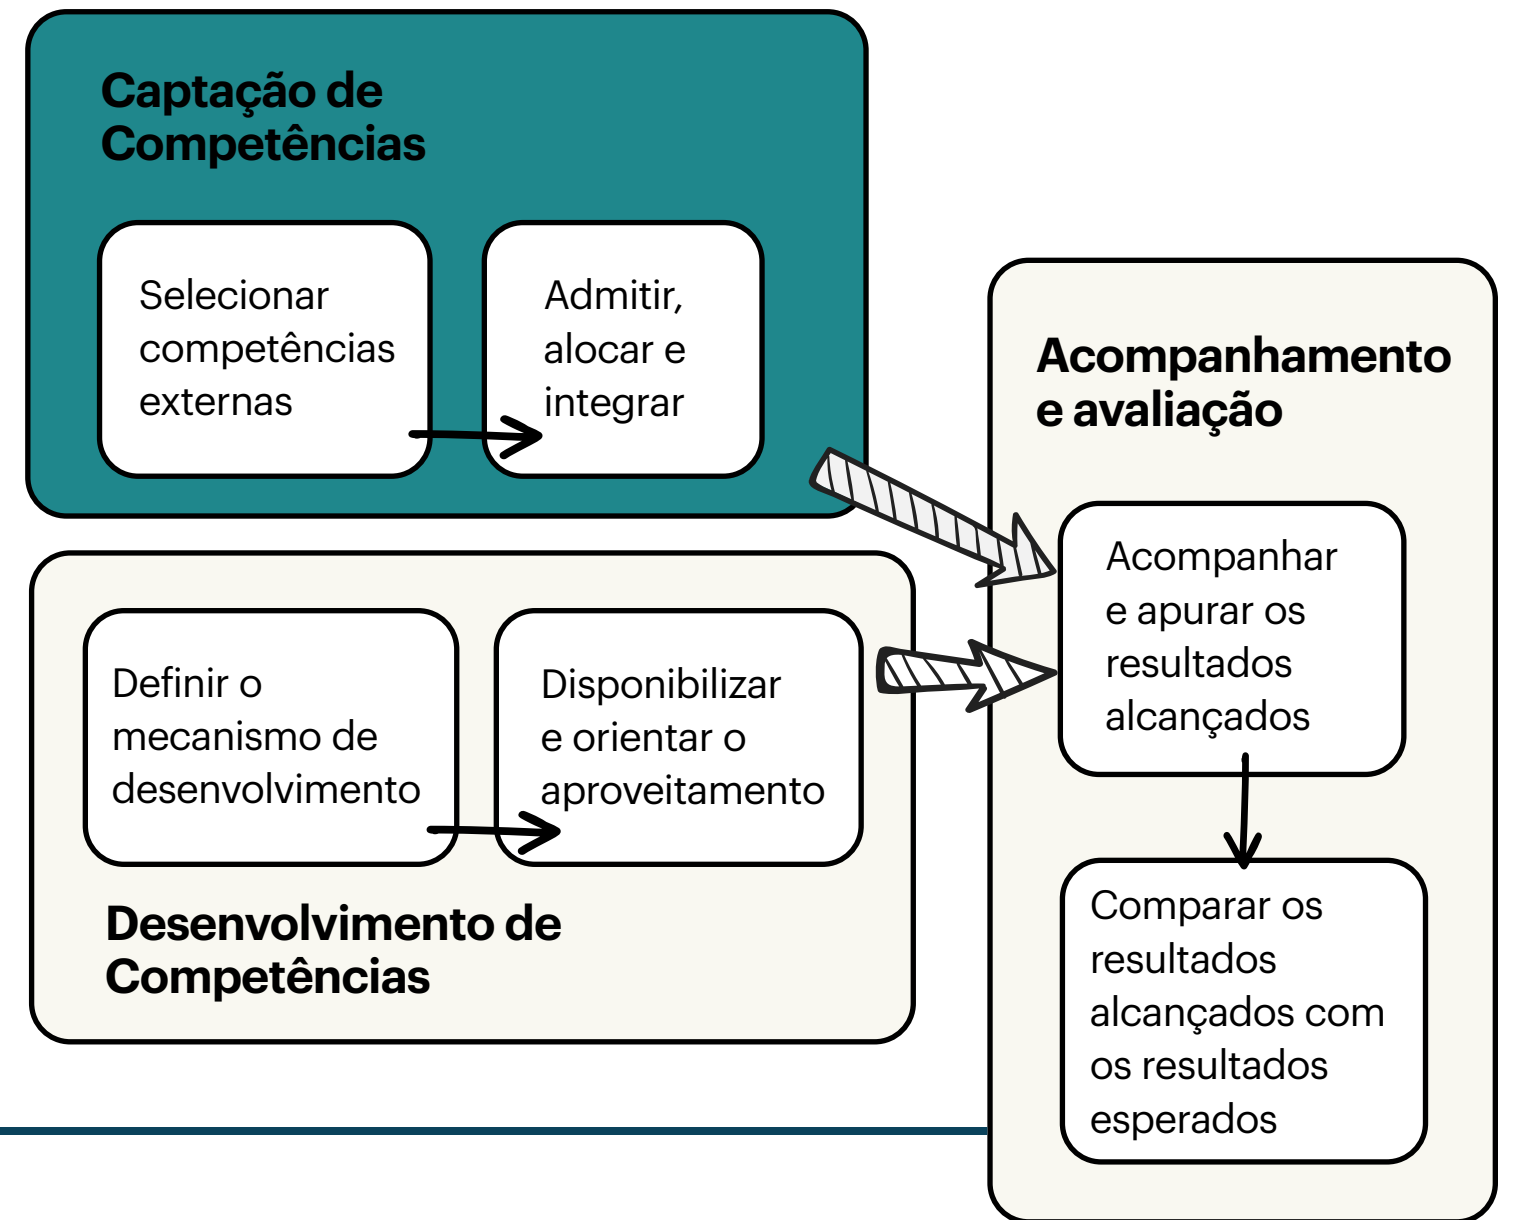 Captação de
Competências
Selecionar
competências
externas
Admitir,
alocar e
integrar
Definir o
mecanismo de
desenvolvimento
Disponibilizar
e orientar o
aproveitamento
Desenvolvimento de
Competências
Acompanhamento
e avaliação
Acompanhar
e apurar os
resultados
alcançados
Comparar os
resultados
alcançados com
os resultados
esperados